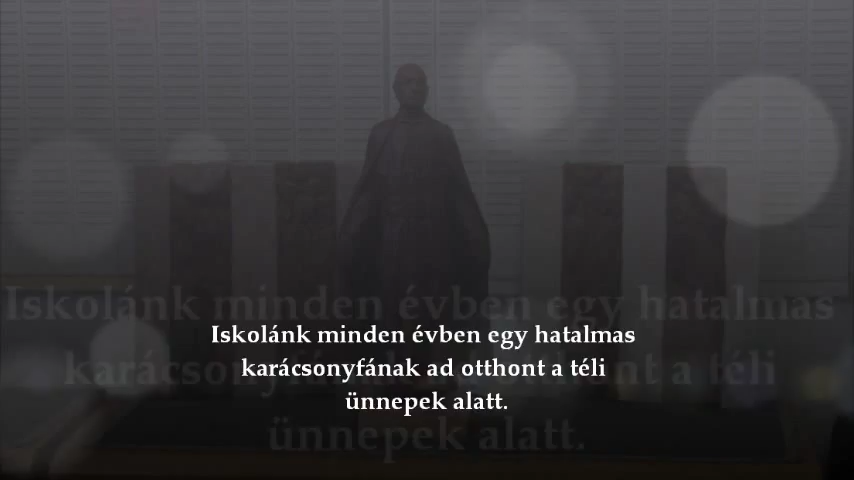 Iskolánk minden évben egy hatalmas
karácsonyfának ad otthont a téli
ünnepek alatt.